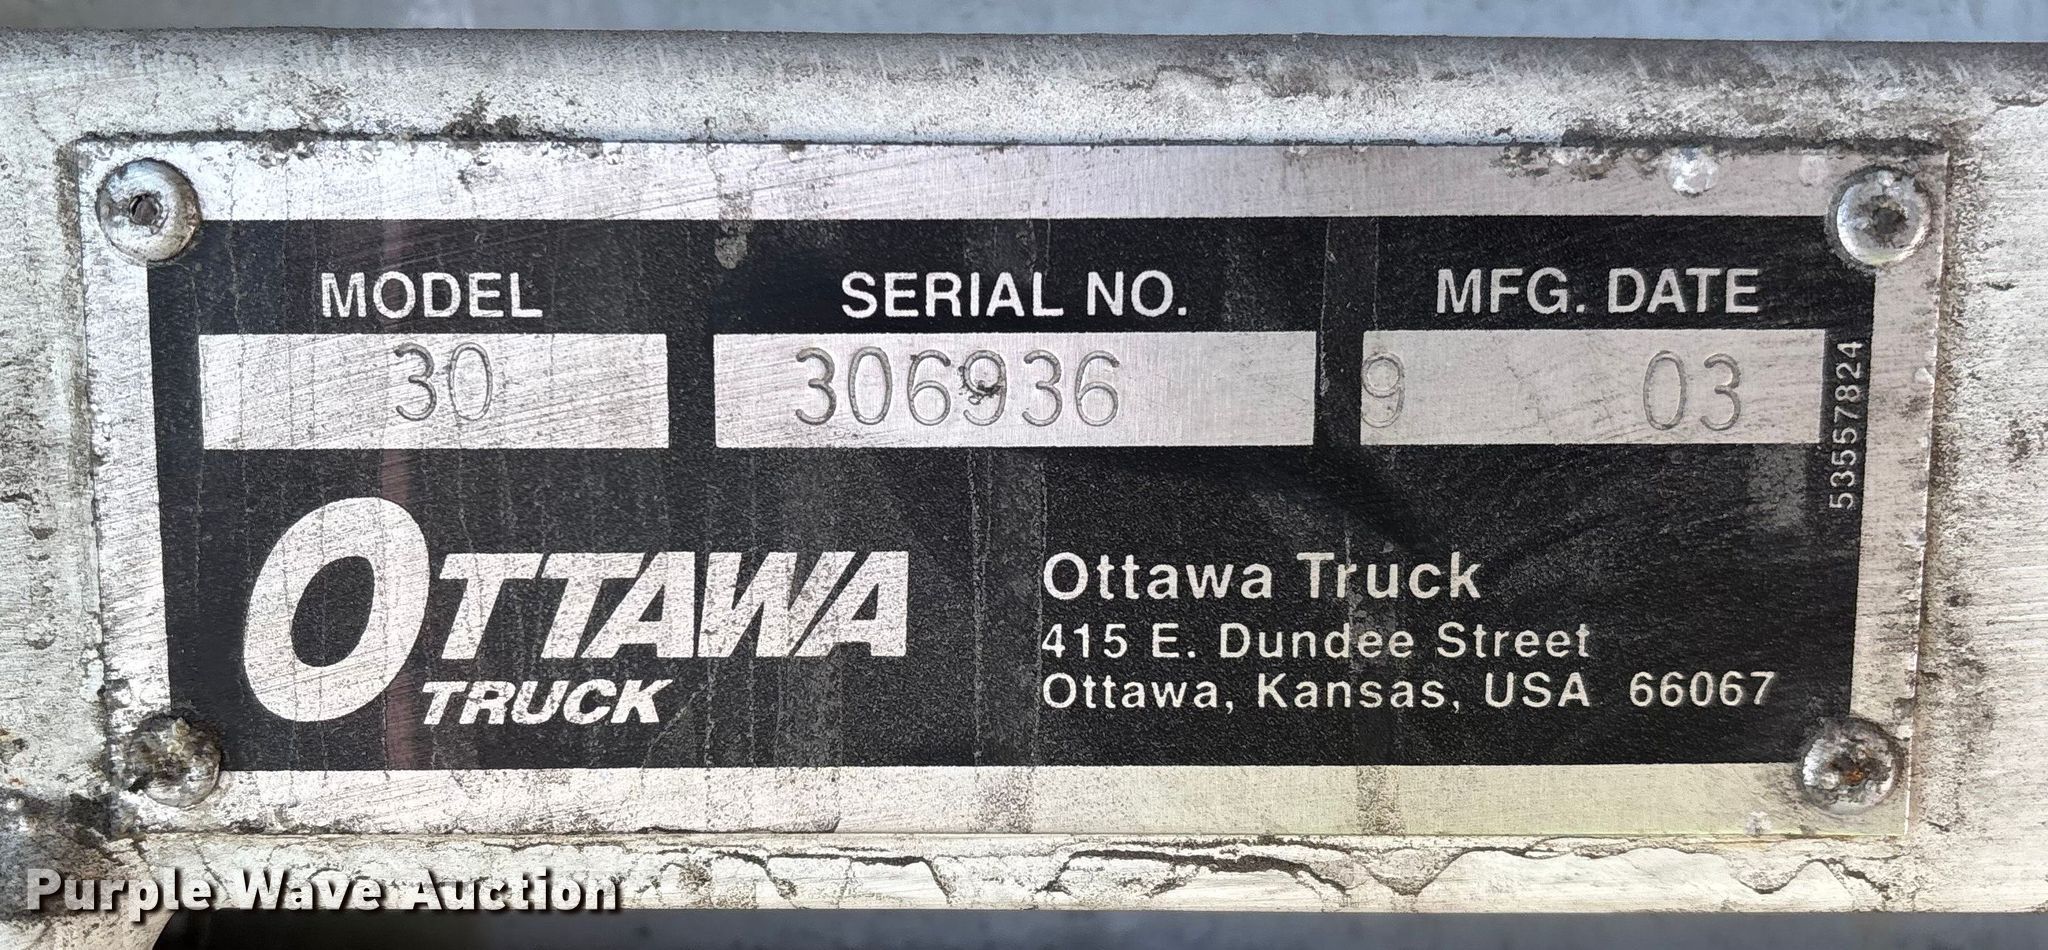 MODEL SERIAL NO. MFG. DATE
30 306936 9 03
53557824
OTTAWA
TRUCK
Ottawa Truck
415 E. Dundee Street
Ottawa, Kansas, USA 66067
Purple Wave Auction